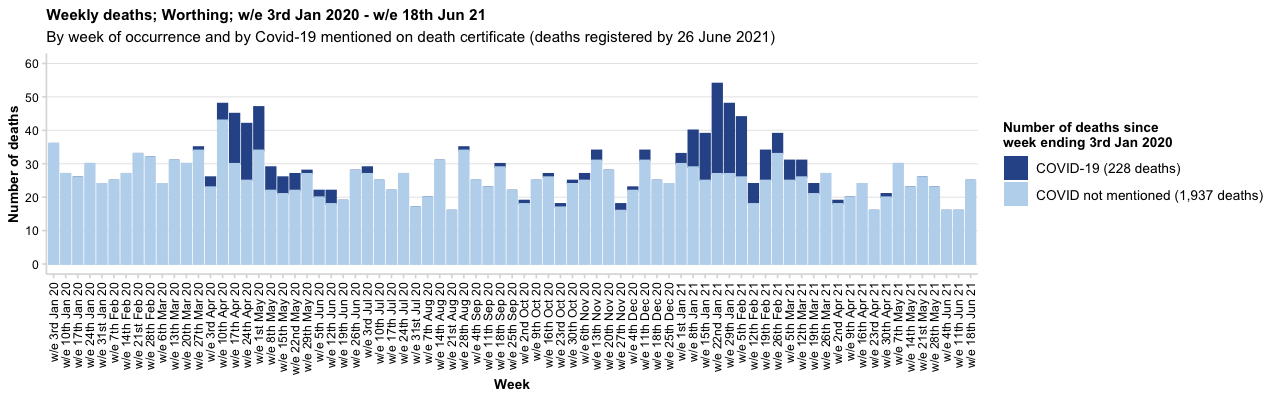 Weekly deaths; Worthing; w/e 3rd Jan 2020 - w/e 18th Jun 21
By week of occurrence and by Covid-19 mentioned on death certificate (deaths registered by 26 June 2021)
Number of deaths
60
50
40
30
20
10
0
w/e 3rd Jan 20
w/e 10th Jan 20
w/e 17th Jan 20
w/e 24th Jan 20
w/e 31st Jan 20
w/e 7th Feb 20
w/e 14th Feb 20
w/e 21st Feb 20
w/e 28th Feb 20
w/e 6th Mar 20
w/e 13th Mar 20
w/e 20th Mar 20
w/e 27th Mar 20
w/e 3rd Apr 20
w/e 10th Apr 20
w/e 17th Apr 20
w/e 24th Apr 20
w/e 1st May 20
w/e 8th May 20
w/e 15th May 20
w/e 22nd May 20
w/e 29th May 20
w/e 5th Jun 20
w/e 12th Jun 20
w/e 19th Jun 20
w/e 26th Jun 20
w/e 3rd Jul 20
w/e 10th Jul 20
w/e 17th Jul 20
w/e 24th Jul 20
w/e 31st Jul 20
w/e 7th Aug 20
w/e 14th Aug 20
w/e 21st Aug 20
w/e 28th Aug 20
w/e 4th Sep 20
w/e 11th Sep 20
w/e 18th Sep 20
w/e 25th Sep 20
w/e 2nd Oct 20
w/e 9th Oct 20
w/e 16th Oct 20
w/e 23rd Oct 20
w/e 30th Oct 20
w/e 6th Nov 20
w/e 13th Nov 20
w/e 20th Nov 20
w/e 27th Nov 20
w/e 4th Dec 20
w/e 11th Dec 20
w/e 18th Dec 20
w/e 25th Dec 20
w/e 1st Jan 21
w/e 8th Jan 21
w/e 15th Jan 21
w/e 22nd Jan 21
w/e 29th Jan 21
w/e 5th Feb 21
w/e 12th Feb 21
w/e 19th Feb 21
w/e 26th Feb 21
w/e 5th Mar 21
w/e 12th Mar 21
w/e 19th Mar 21
w/e 26th Mar 21
w/e 2nd Apr 21
w/e 9th Apr 21
w/e 16th Apr 21
w/e 23rd Apr 21
w/e 30th Apr 21
w/e 7th May 21
w/e 14th May 21
w/e 21st May 21
w/e 28th May 21
w/e 4th Jun 21
w/e 11th Jun 21
w/e 18th Jun 21
Week
Number of deaths since
week ending 3rd Jan 2020
COVID-19 (228 deaths)
COVID not mentioned (1,937 deaths)